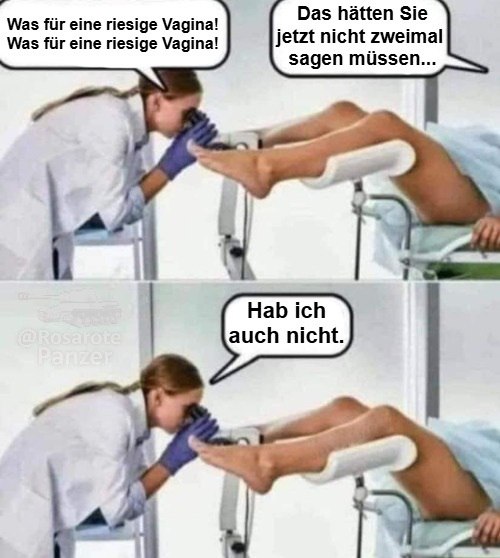 Was für eine riesige Vagina!
Was für eine riesige Vagina!
Das hätten Sie
jetzt nicht zweimal
sagen müssen...
Hab ich
auch nicht.
@Rosarote
Panzer